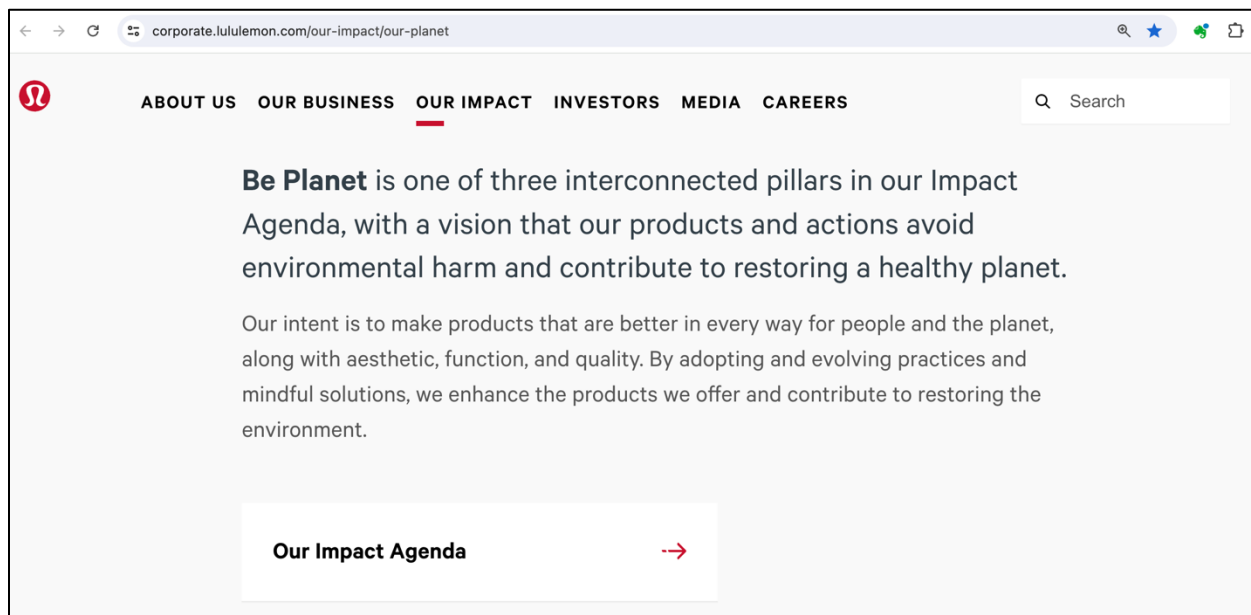 corporate.lululemon.com/our-impact/our-planet
ABOUT US OUR BUSINESS OUR IMPACT INVESTORS MEDIA CAREERS
Search
Be Planet is one of three interconnected pillars in our Impact
Agenda, with a vision that our products and actions avoid
environmental harm and contribute to restoring a healthy planet.
Our intent is to make products that are better in every way for people and the planet,
along with aesthetic, function, and quality. By adopting and evolving practices and
mindful solutions, we enhance the products we offer and contribute to restoring the
environment.
Our Impact Agenda